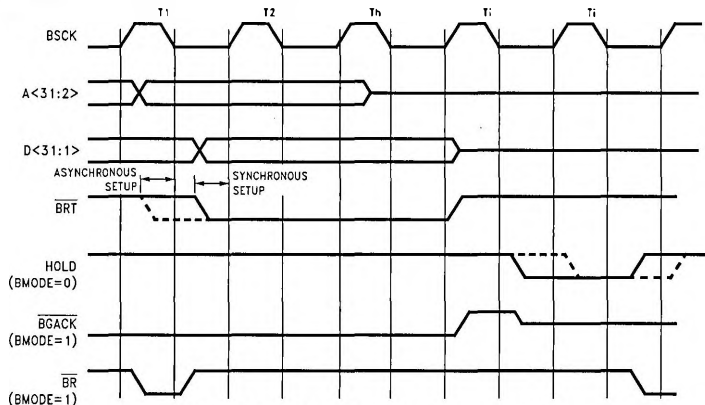 T1 T2 Th Ti Ti
BSCK
A<31:2>
D<31:1>
ASYNCHRONOUS
SETUP
SYNCHRONOUS
SETUP
BRT
HOLD
(BMODE=0)
BGACK
(BMODE=1)
BR
(BMODE=1)